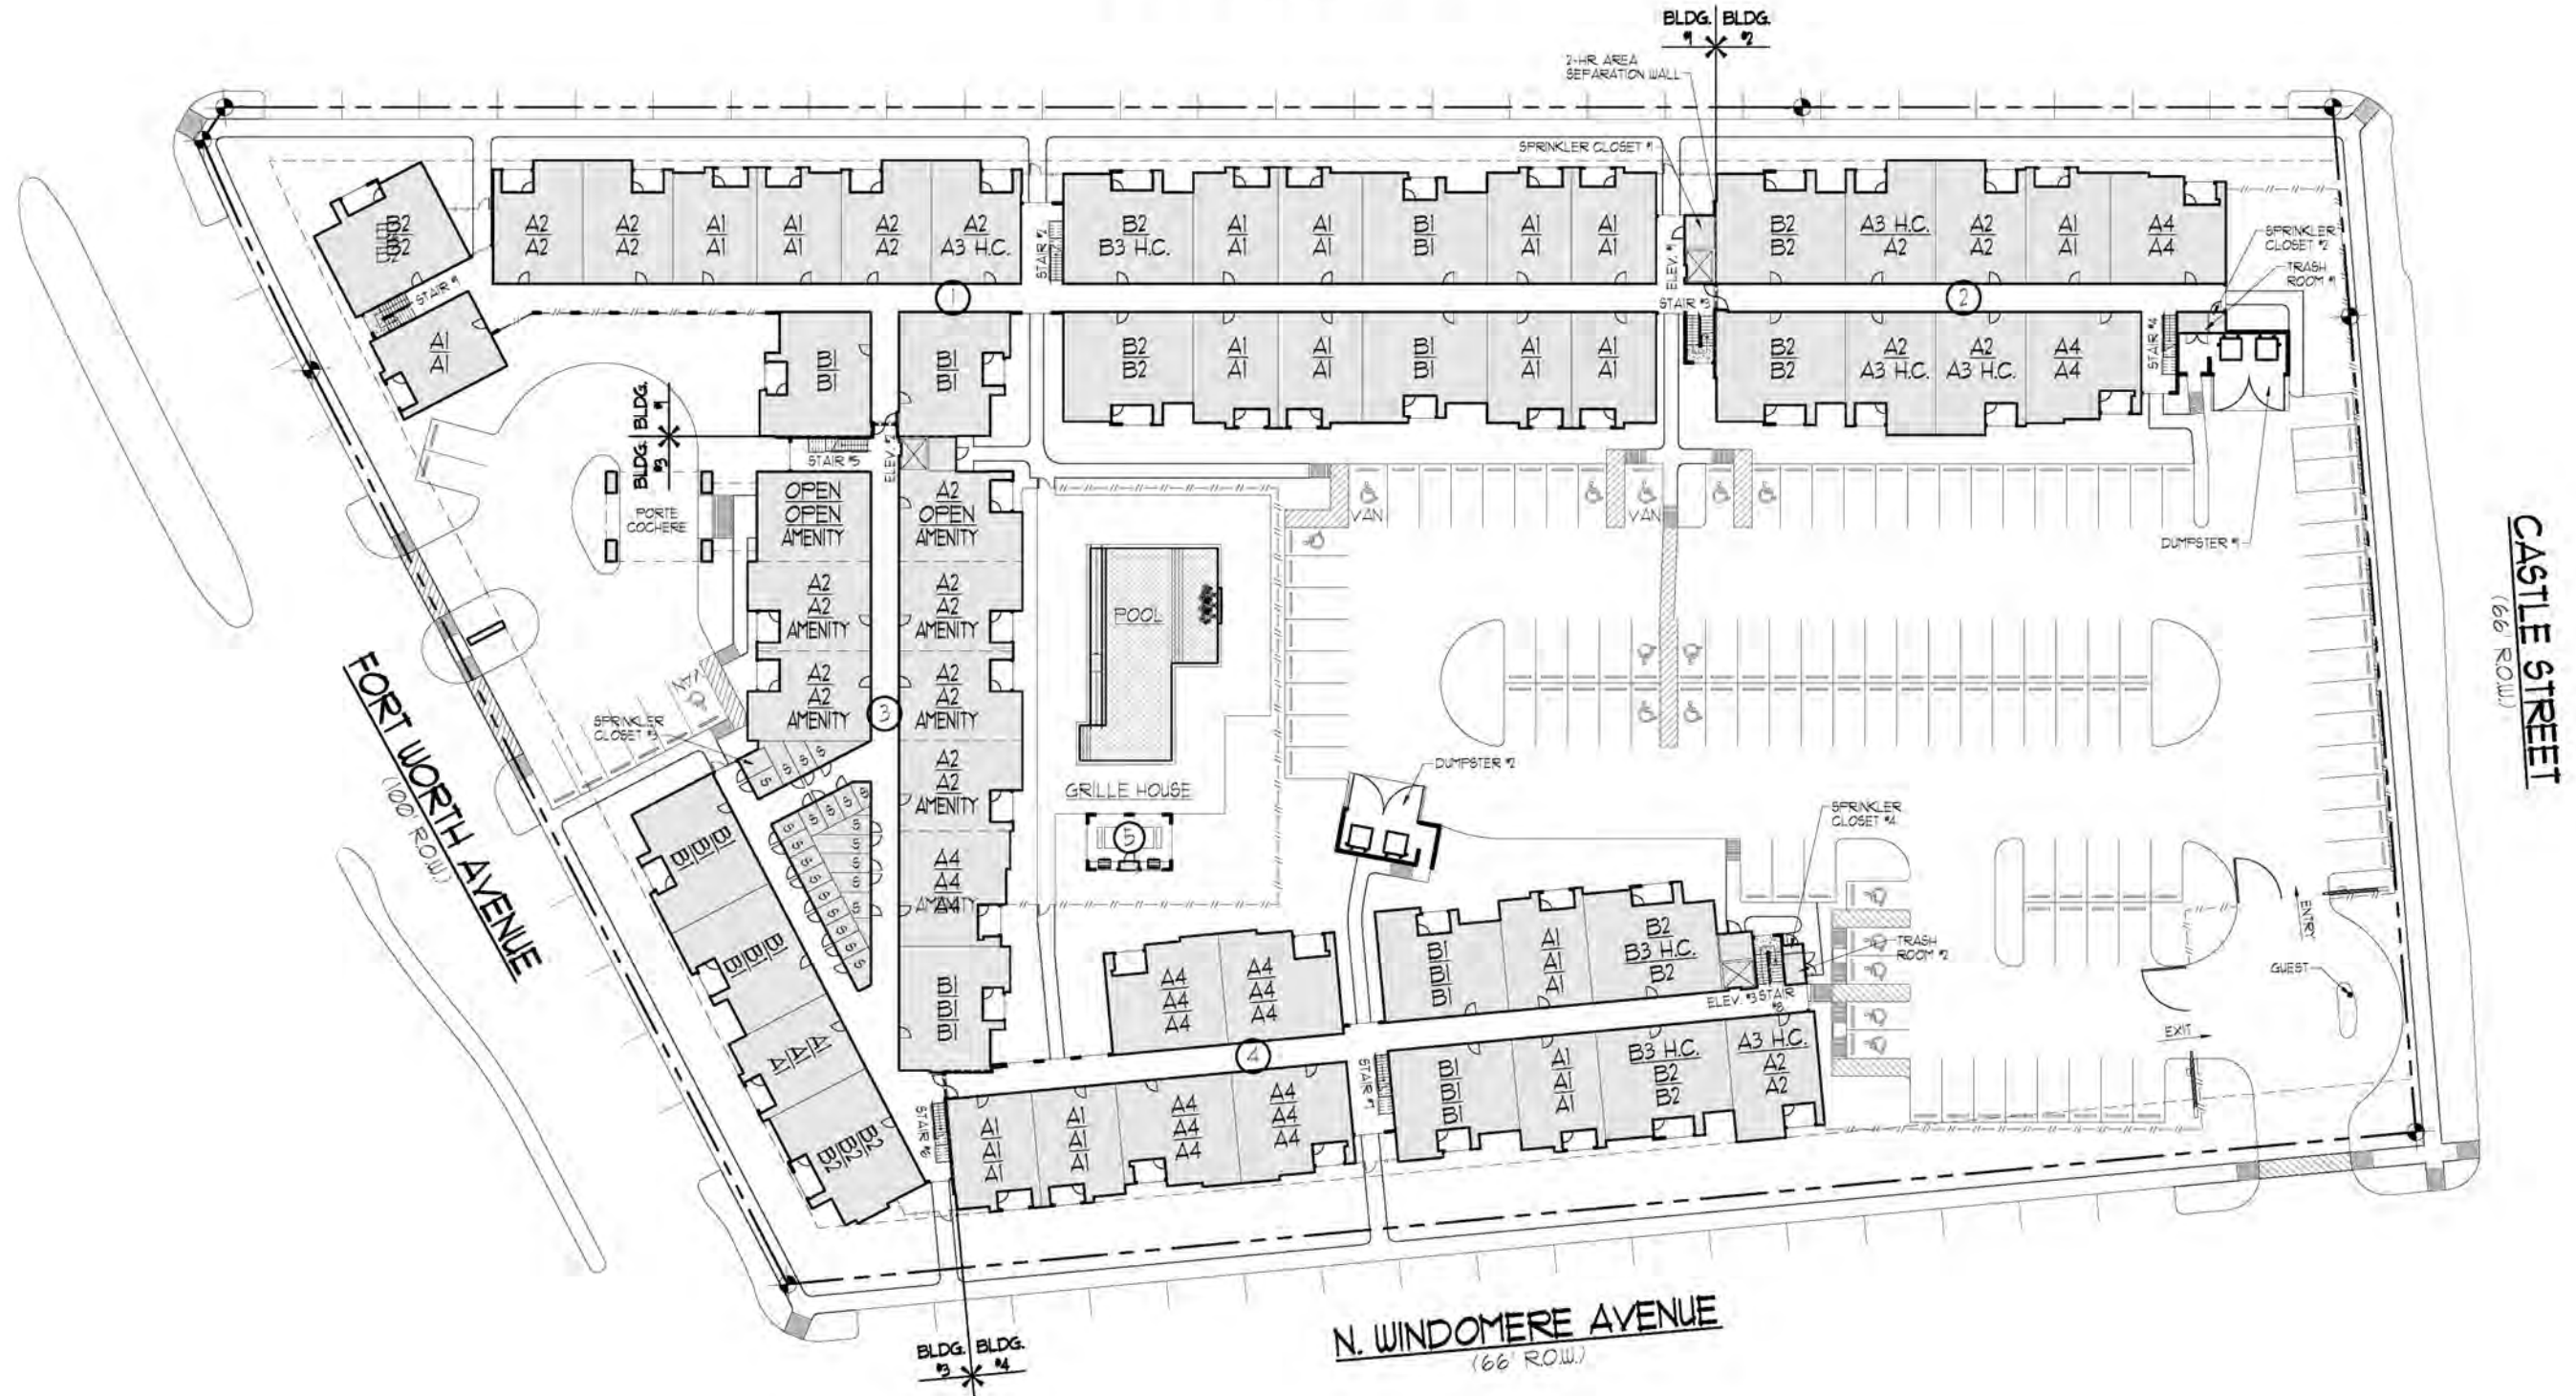 BLDG. BLDG.
#1 #2
2-HR. AREA
SEPARATION WALL
SPRINKLER CLOSET #1
B2
B2
A2
A2
A2
A2
A1
A1
A1
A1
A2
A2
A2
A3 H.C.
STAIR #2
B2
B3 H.C.
A1
A1
A1
A1
B1
B1
A1
A1
A1
A1
ELEV. #1
B2
B2
A3 H.C.
A2
A2
A2
A1
A1
A4
A4
SPRINKLER
CLOSET #2
TRASH
ROOM #1
STAIR #1
1
STAIR #3
2
A1
A1
B1
B1
B1
B1
B2
B2
A1
A1
A1
A1
B1
B1
A1
A1
A1
A1
B2
B2
A2
A3 H.C.
A2
A3 H.C.
A4
A4
STAIR #4
BLDG. BLDG.
#3 #1
STAIR #5
ELEV. #2
PORTE
COCHERE
OPEN
OPEN
AMENITY
A2
OPEN
AMENITY
VAN
VAN
DUMPSTER #1
CASTLE STREET
(66' R.O.W.)
A2
A2
AMENITY
A2
A2
AMENITY
POOL
A2
A2
AMENITY
A2
A2
AMENITY
3
VAN
SPRINKLER
CLOSET #3
FORT WORTH AVENUE
(100' R.O.W.)
S S S S S
A2
A2
AMENITY
GRILLE HOUSE
5
DUMPSTER #2
SPRINKLER
CLOSET #4
S S S S S S S S S S S S S S S S S S
A4
A4
A4
AMENITY
B1
B1
B1
B1
B1
B1
A1
A1
A1
B2
B2
B2
B1
B1
B1
A4
A4
A4
A4
A4
A4
B1
B1
B1
A1
A1
A1
B2
B3 H.C.
B2
TRASH
ROOM #2
ELEV. #3
STAIR
#8
ENTRY
GUEST
EXIT
4
STAIR #6
A1
A1
A1
A1
A1
A1
A4
A4
A4
A4
A4
A4
STAIR #7
B1
B1
B1
A1
A1
A1
B3 H.C.
B2
B2
A3 H.C.
A2
A2
N. WINDOMERE AVENUE
(66' R.O.W.)
BLDG. BLDG.
#3 #4